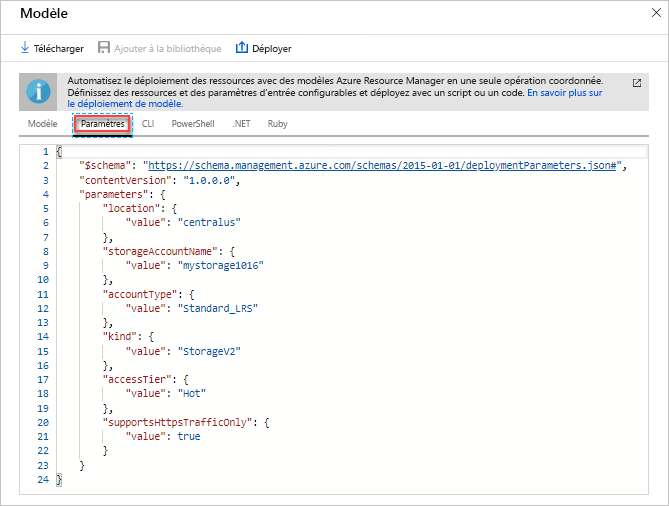 Modèle
Télécharger Ajouter à la bibliothèque Déployer
Automatisez le déploiement des ressources avec des modèles Azure Resource Manager en une seule opération coordonnée.
Définissez des ressources et des paramètres d'entrée configurables et déployez avec un script ou un code. En savoir plus sur
le déploiement de modèle.
Modèle Paramètres CLI PowerShell .NET Ruby
1 {
2 "$schema": "https://schema.management.azure.com/schemas/2015-01-01/deploymentParameters.json#",
3 "contentVersion": "1.0.0.0",
4 "parameters": {
5 "location": {
6 "value": "centralus"
7 },
8 "storageAccountName": {
9 "value": "mystorage1016"
10 },
11 "accountType": {
12 "value": "Standard_LRS"
13 },
14 "kind": {
15 "value": "StorageV2"
16 },
17 "accessTier": {
18 "value": "Hot"
19 },
20 "supportsHttpsTrafficOnly": {
21 "value": true
22 }
23 }
24 }